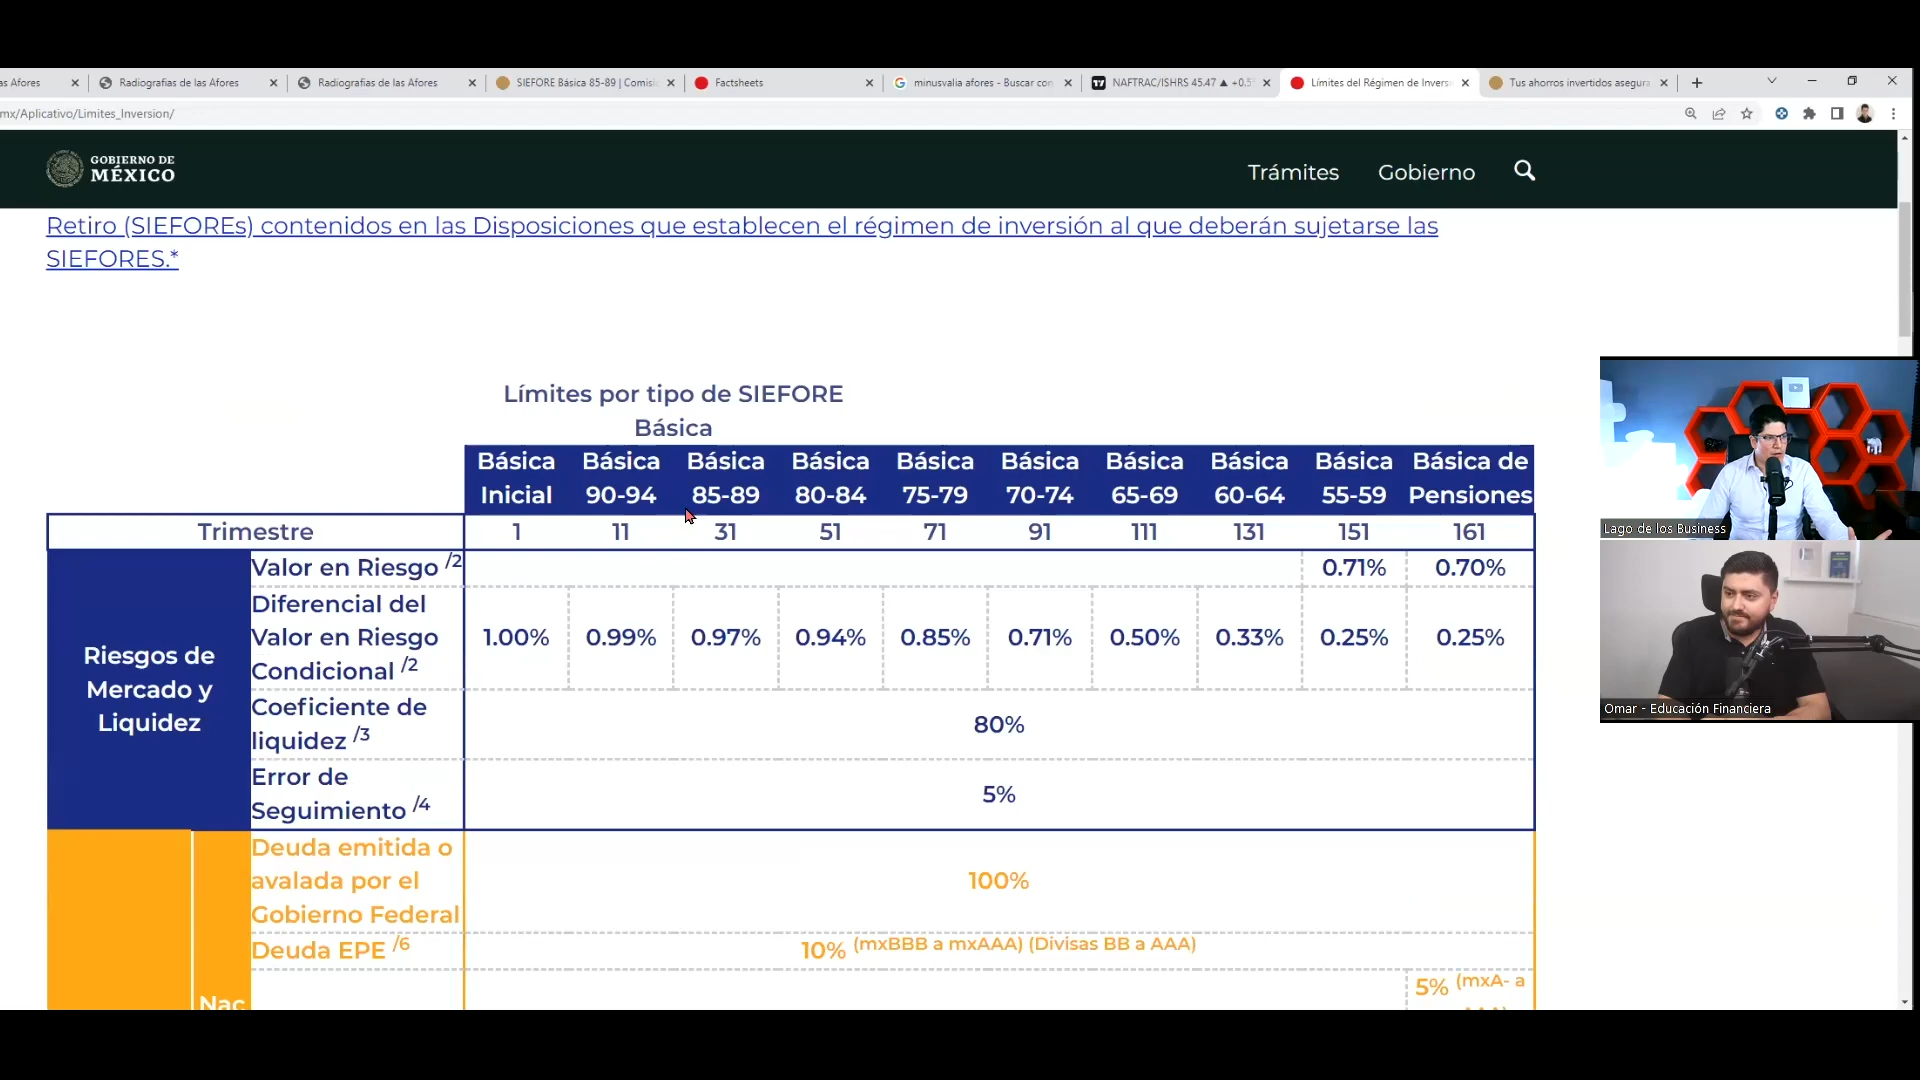 as Afores
Radiografias de las Afores
Radiografias de las Afores
SIEFORE Básica 85-89 | Comisi
Factsheets
minusvalia afores - Buscar con
NAFTRAC/ISHRS 45.47 ▲ +0.5
Límites del Régimen de Inversi
Tus ahorros invertidos asegura
mx/Aplicativo/Limites_Inversion/
GOBIERNO DE
MÉXICO
Trámites
Gobierno
Retiro (SIEFOREs) contenidos en las Disposiciones que establecen el régimen de inversión al que deberán sujetarse las
SIEFORES.*
Límites por tipo de SIEFORE
Básica
Básica Inicial
Básica 90-94
Básica 85-89
Básica 80-84
Básica 75-79
Básica 70-74
Básica 65-69
Básica 60-64
Básica 55-59
Básica de Pensiones
Trimestre 1 11 31 51 71 91 111 131 151 161
Riesgos de
Mercado y
Liquidez
Valor en Riesgo /2 0.71% 0.70%
Diferencial del
Valor en Riesgo
Condicional /2
1.00% 0.99% 0.97% 0.94% 0.85% 0.71% 0.50% 0.33% 0.25% 0.25%
Coeficiente de
liquidez /3
80%
Error de
Seguimiento /4
5%
Deuda emitida o
avalada por el
Gobierno Federal
100%
Deuda EPE /6
10% (mxBBB a mxAAA) (Divisas BB a AAA)
Nac
5% (mxA- a
Lago de los Business
Omar - Educación Financiera